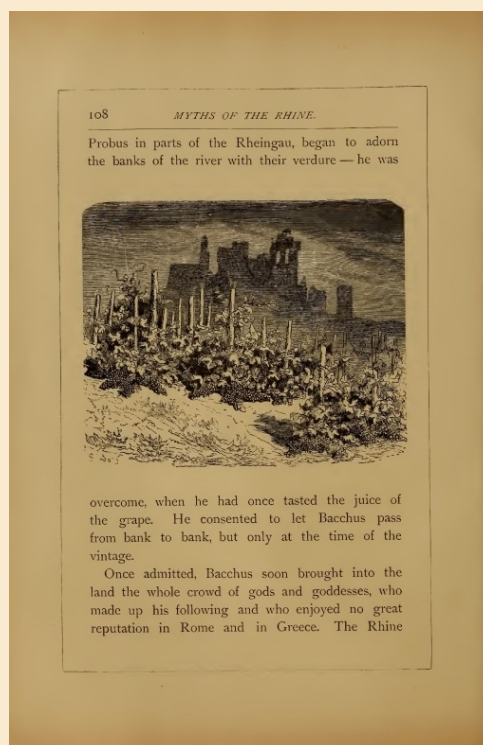 108
MYTHS OF THE RHINE.
Probus in parts of the Rheingau, began to adorn
the banks of the river with their verdure — he was
overcome, when he had once tasted the juice of
the grape. He consented to let Bacchus pass
from bank to bank, but only at the time of the
vintage.
Once admitted, Bacchus soon brought into the
land the whole crowd of gods and goddesses, who
made up his following and who enjoyed no great
reputation in Rome and in Greece. The Rhine